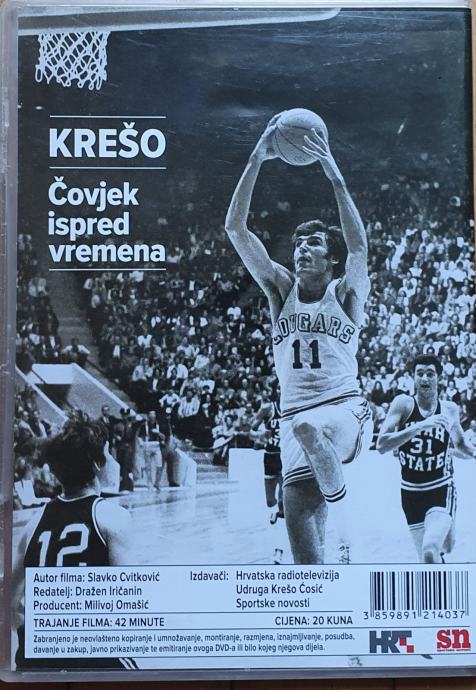 KREŠO
Čovjek
ispred
vremena
COUGARS
11
UTAH
31
STATE
12
Autor filma: Slavko Cvitković
Redatelj: Dražen Iričanin
Producent: Milivoj Omašić
Izdavači: Hrvatska radiotelevizija
Udruga Krešo Ćosić
Sportske novosti
TRAJANJE FILMA: 42 MINUTE
CIJENA: 20 KUNA
Zabranjeno je neovlašteno kopiranje i umnožavanje, montiranje, razmjena, iznajmljivanje, posudba,
davanje u zakup, javno prikazivanje te emitiranje ovoga DVD-a ili bilo kojeg njegova dijela.
3 859891 214037
HRT
sn